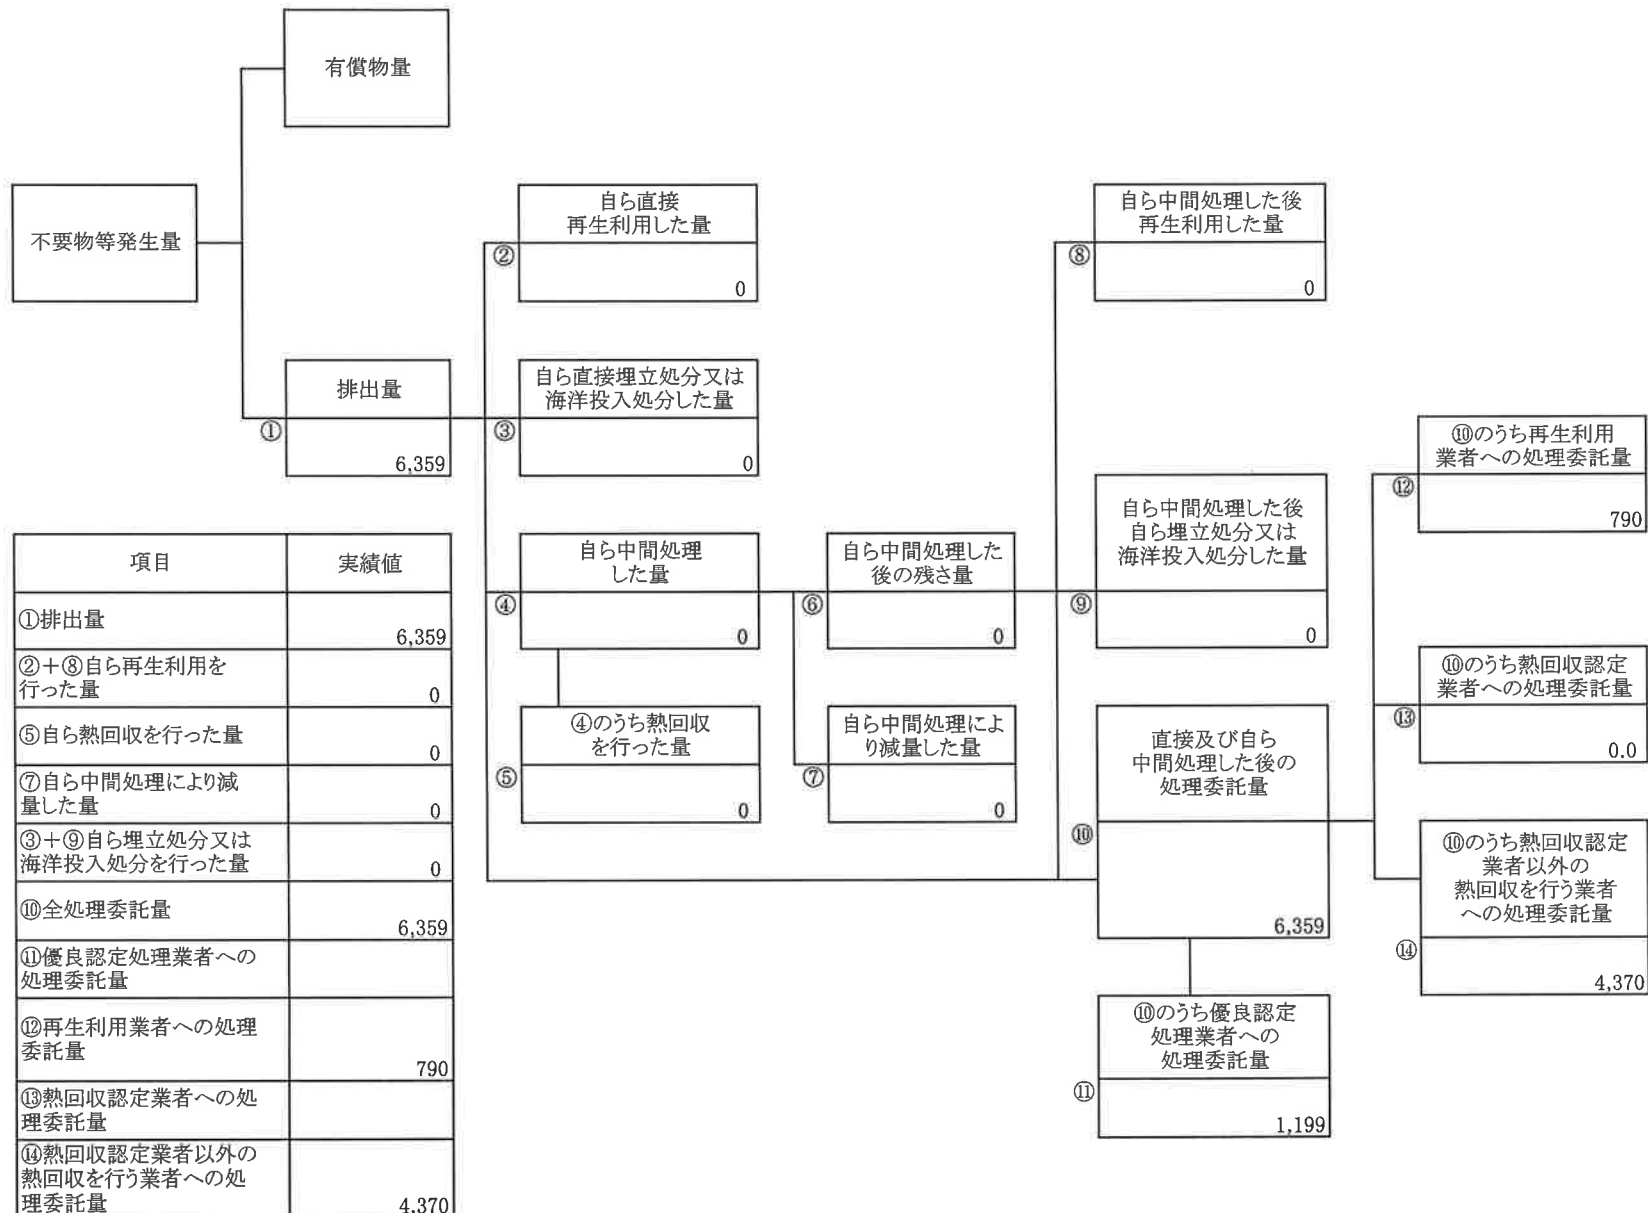 有償物量
不要物等発生量
自ら直接
再生利用した量
②
0
自ら中間処理した後
再生利用した量
⑧
0
排出量
①
6,359
自ら直接埋立処分又は
海洋投入処分した量
③
0
⑩のうち再生利用
業者への処理委託量
⑫
790
自ら中間処理
した量
④
0
自ら中間処理した
後の残さ量
⑥
0
自ら中間処理した後
自ら埋立処分又は
海洋投入処分した量
⑨
0
⑩のうち熱回収認定
業者への処理委託量
⑬
0.0
④のうち熱回収
を行った量
⑤
0
自ら中間処理によ
り減量した量
⑦
0
直接及び自ら
中間処理した後の
処理委託量
⑩
6,359
⑩のうち熱回収認定
業者以外の
熱回収を行う業者
への処理委託量
⑭
4,370
⑩のうち優良認定
処理業者への
処理委託量
⑪
1,199
項目 実績値
①排出量
6,359
②+⑧自ら再生利用を
行った量
0
⑤自ら熱回収を行った量
0
⑦自ら中間処理により減
量した量
0
③+⑨自ら埋立処分又は
海洋投入処分を行った量
0
⑩全処理委託量
6,359
⑪優良認定処理業者への
処理委託量
⑫再生利用業者への処理
委託量
790
⑬熱回収認定業者への処
理委託量
⑭熱回収認定業者以外の
熱回収を行う業者への処
理委託量
4,370